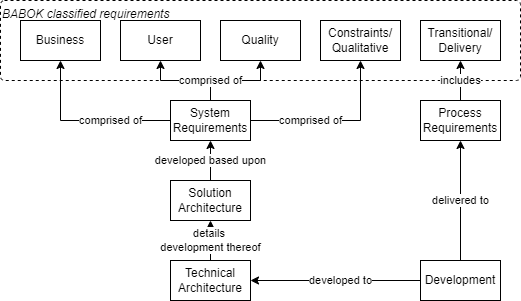 BABOK classified requirements
Business
User
Quality
Constraints/
Qualitative
Transitional/
Delivery
comprised of
includes
comprised of
System
Requirements
comprised of
Process
Requirements
developed based upon
Solution
Architecture
delivered to
details
development thereof
Technical
Architecture
developed to
Development